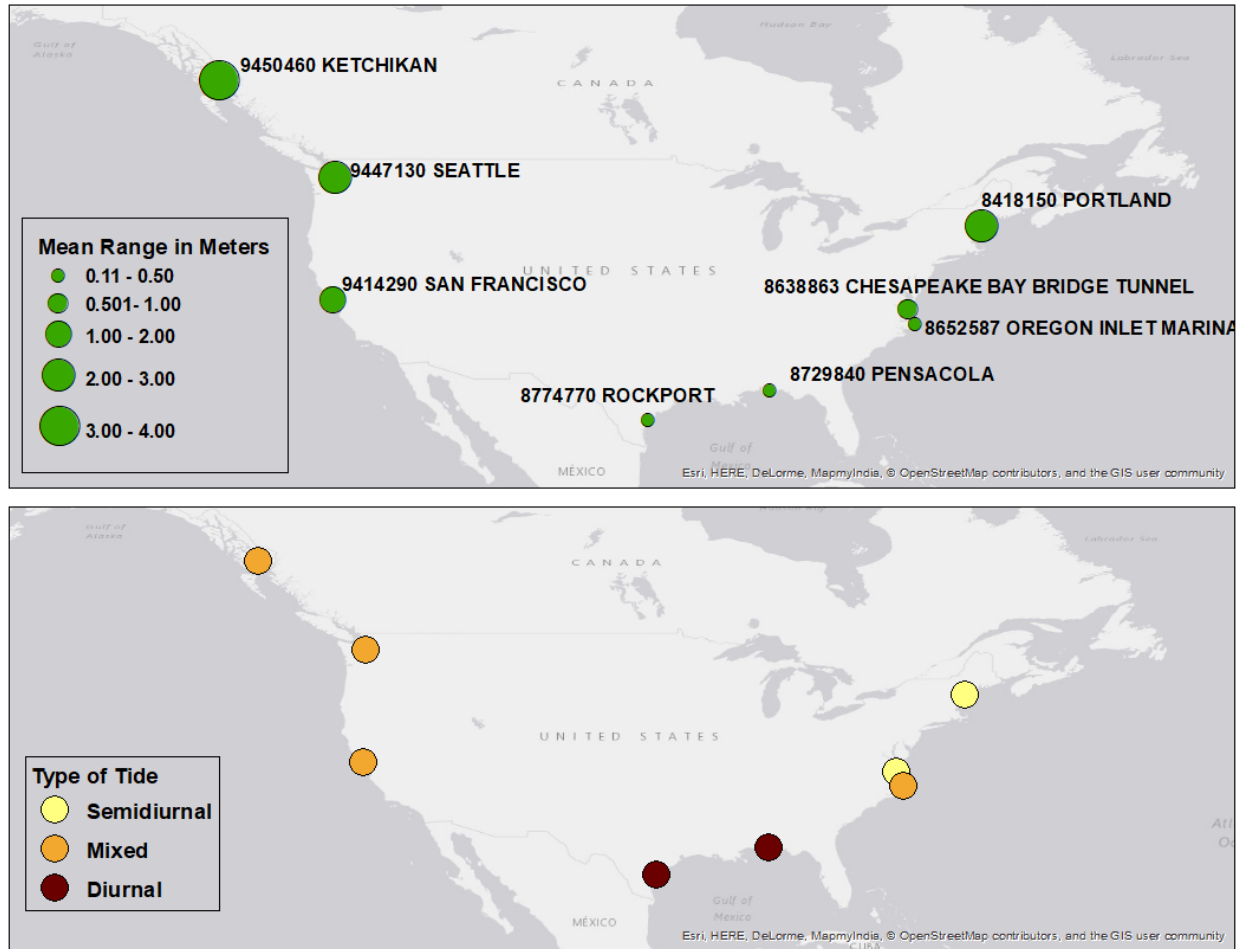 Hudson Bay
Gulf of
Alaska
Labrador Sea
9450460 KETCHIKAN
CANADA
9447130 SEATTLE
8418150 PORTLAND
Mean Range in Meters
0.11 - 0.50
0.501- 1.00
1.00 - 2.00
2.00 - 3.00
3.00 - 4.00
UNITED STATES
9414290 SAN FRANCISCO
8638863 CHESAPEAKE BAY BRIDGE TUNNEL
8652587 OREGON INLET MARINA
8729840 PENSACOLA
8774770 ROCKPORT
Gulf of
Mexico
MÉXICO
Esri, HERE, DeLorme, MapmyIndia, © OpenStreetMap contributors, and the GIS user community
Hudson Bay
Gulf of
Alaska
Labrador Sea
CANADA
UNITED STATES
Type of Tide
Semidiurnal
Mixed
Diurnal
Gulf of
Mexico
MÉXICO
Esri, HERE, DeLorme, MapmyIndia, © OpenStreetMap contributors, and the GIS user community
CUBA